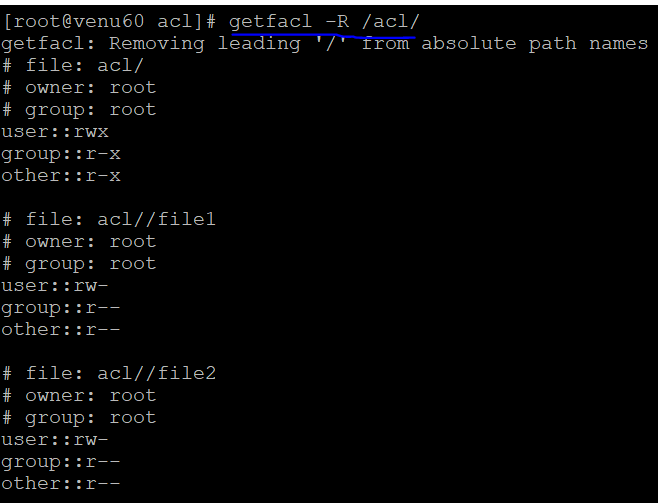 [root@venu60 acl]# getfacl -R /acl/
getfacl: Removing leading '/' from absolute path names
# file: acl/
# owner: root
# group: root
user::rwx
group::r-x
other::r-x

# file: acl//file1
# owner: root
# group: root
user::rw-
group::r--
other::r--

# file: acl//file2
# owner: root
# group: root
user::rw-
group::r--
other::r--